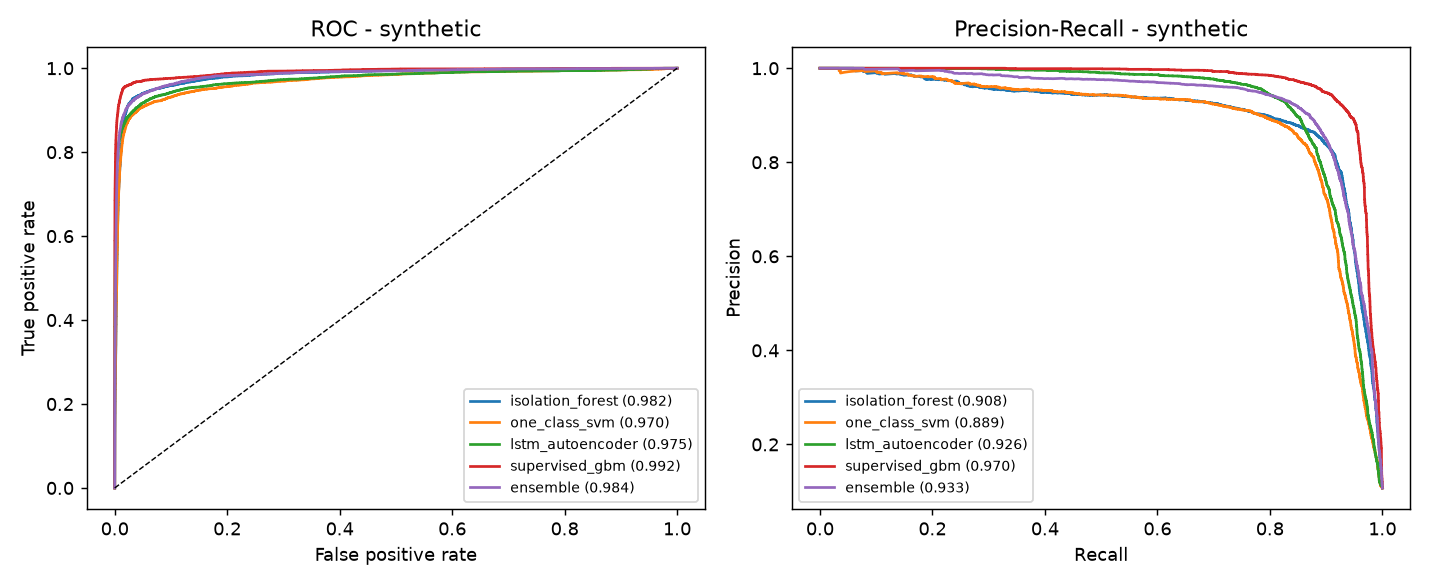 ROC - synthetic
True positive rate
1.0
0.8
0.6
0.4
0.2
0.0
0.0 0.2 0.4 0.6 0.8 1.0
False positive rate
isolation_forest (0.982)
one_class_svm (0.970)
lstm_autoencoder (0.975)
supervised_gbm (0.992)
ensemble (0.984)
Precision-Recall - synthetic
Precision
1.0
0.8
0.6
0.4
0.2
0.0 0.2 0.4 0.6 0.8 1.0
Recall
isolation_forest (0.908)
one_class_svm (0.889)
lstm_autoencoder (0.926)
supervised_gbm (0.970)
ensemble (0.933)